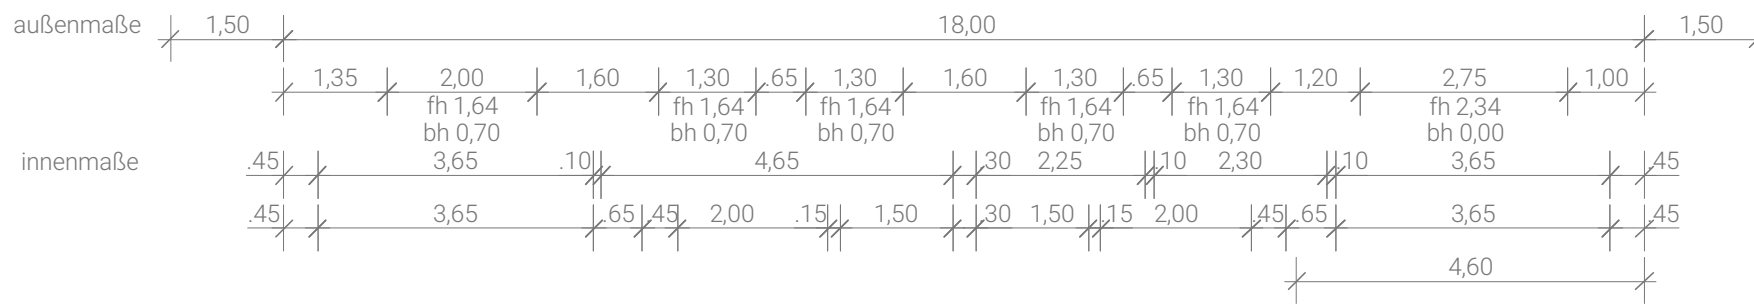 außenmaße 1,50 18,00 1,50
1,35 2,00 1,60 1,30 .65 1,30 1,60 1,30 .65 1,30 1,20 2,75 1,00
fh 1,64 fh 1,64 fh 1,64 fh 1,64 fh 1,64 fh 2,34
bh 0,70 bh 0,70 bh 0,70 bh 0,70 bh 0,70 bh 0,00
innenmaße .45 3,65 .10 4,65 .30 2,25 .10 2,30 .10 3,65 .45
.45 3,65 .65 .45 2,00 .15 1,50 .30 1,50 .15 2,00 .45 .65 3,65 .45
4,60